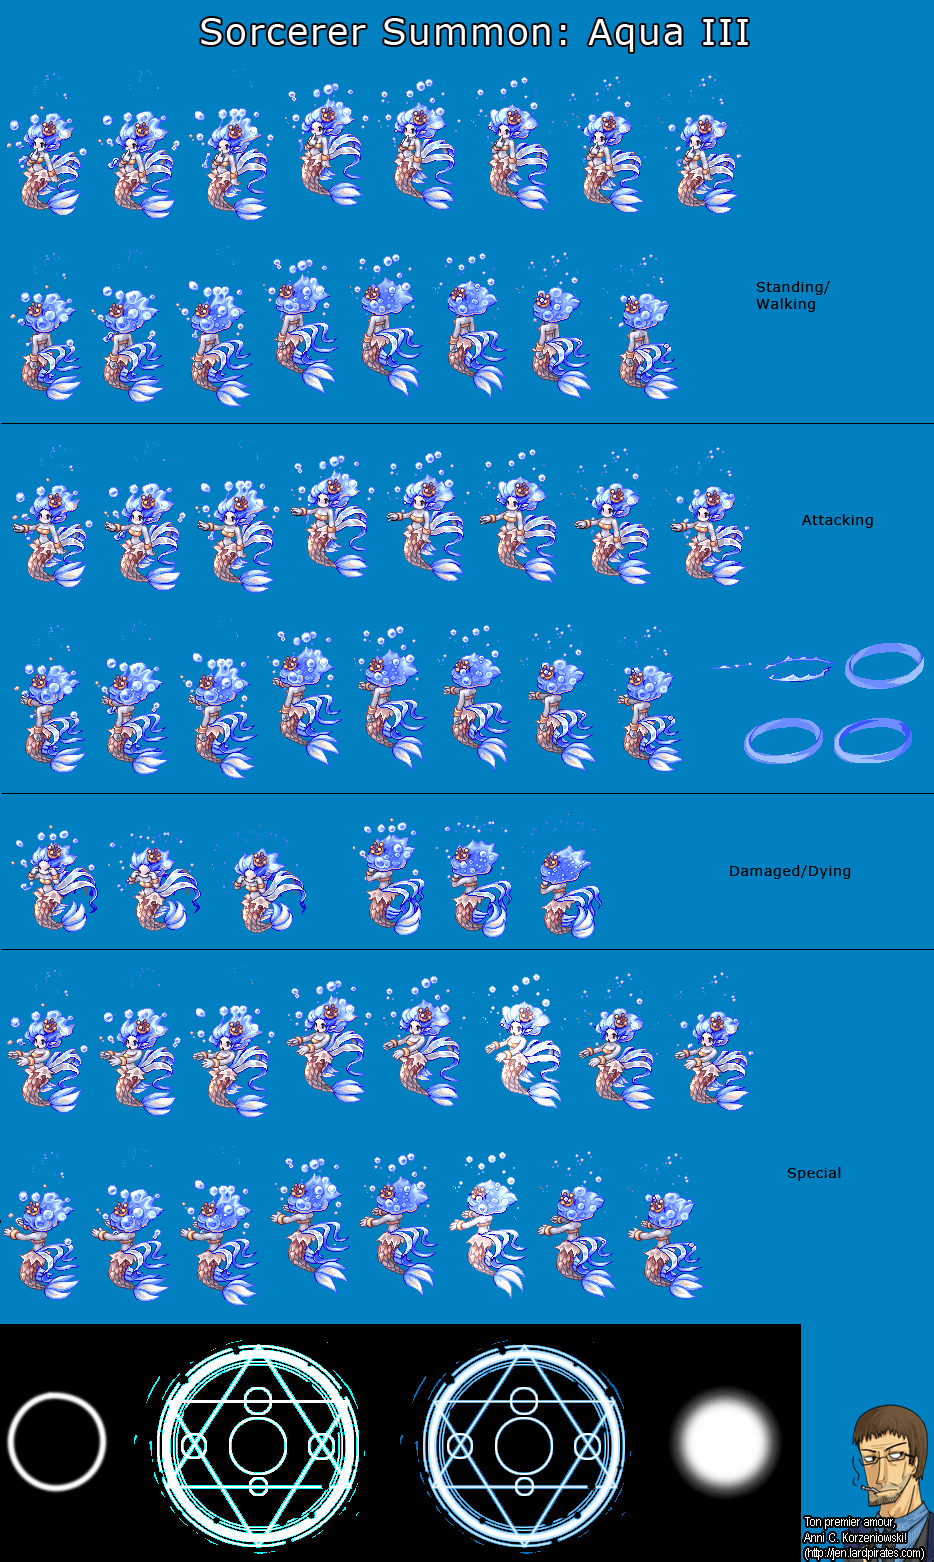 Sorcerer Summon: Aqua III
Standing/
Walking
Attacking
Damaged/Dying
Special
Ton premier amour,
Anni C. Korzeniowski!
(http://jen.lardpirates.com)